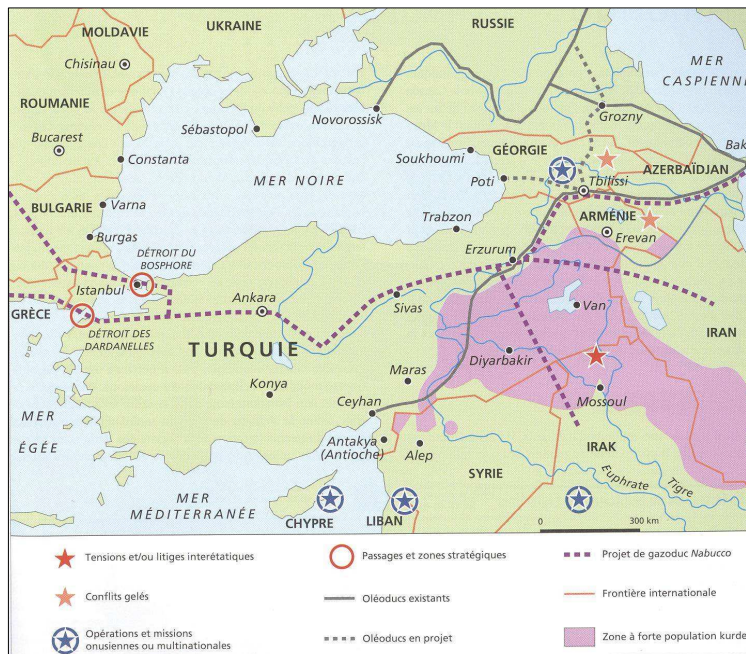 MOLDAVIE
UKRAINE
RUSSIE
Chisinau
MER
CASPIENNE
ROUMANIE
Novorossisk
Grozny
Bucarest
Sébastopol
Constanta
Soukhoumi
GÉORGIE
MER NOIRE
Poti
Tbilissi
AZERBAÏDJAN
Bak
BULGARIE
Varna
Trabzon
ARMÉNIE
Burgas
Erevan
DÉTROIT DU
BOSPHORE
Erzurum
Istanbul
Ankara
Sivas
Van
GRÈCE
DÉTROIT DES
DARDANELLES
TURQUIE
IRAN
Diyarbakir
Maras
Konya
Mossoul
Ceyhan
MER
ÉGÉE
Antakya
(Antioche)
Alep
IRAK
SYRIE
Euphrate
Tigre
MER
MÉDITERRANÉE
CHYPRE
LIBAN
0 300 km
Tensions et/ou litiges interétatiques
Passages et zones stratégiques
Projet de gazoduc Nabucco
Conflits gelés
Oléoducs existants
Frontière internationale
Opérations et missions
onusiennes ou multinationales
Oléoducs en projet
Zone à forte population kurde